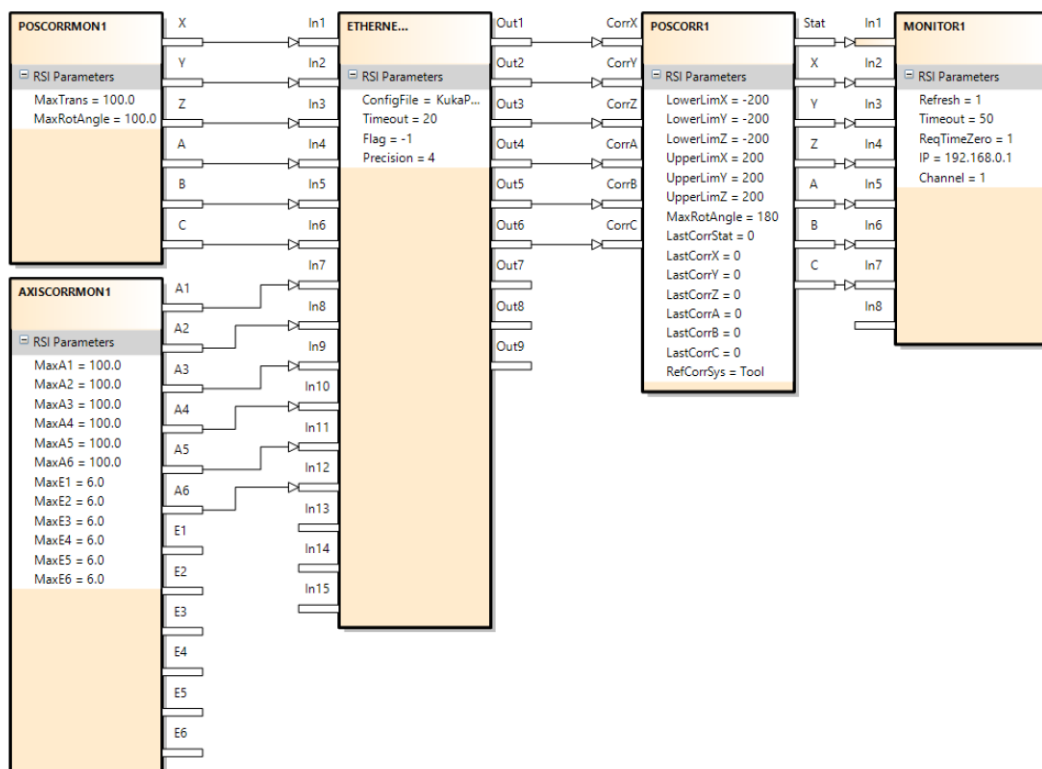 POSCORRMON1
RSI Parameters
MaxTrans = 100.0
MaxRotAngle = 100.0
X
Y
Z
A
B
C
AXISCORRMON1
RSI Parameters
MaxA1 = 100.0
MaxA2 = 100.0
MaxA3 = 100.0
MaxA4 = 100.0
MaxA5 = 100.0
MaxA6 = 100.0
MaxE1 = 6.0
MaxE2 = 6.0
MaxE3 = 6.0
MaxE4 = 6.0
MaxE5 = 6.0
MaxE6 = 6.0
A1
A2
A3
A4
A5
A6
E1
E2
E3
E4
E5
E6
In1
In2
In3
In4
In5
In6
In7
In8
In9
In10
In11
In12
In13
In14
In15
ETHERNE...
RSI Parameters
ConfigFile = KukaP...
Timeout = 20
Flag = -1
Precision = 4
Out1
Out2
Out3
Out4
Out5
Out6
Out7
Out8
Out9
CorrX
CorrY
CorrZ
CorrA
CorrB
CorrC
POSCORR1
RSI Parameters
LowerLimX = -200
LowerLimY = -200
LowerLimZ = -200
UpperLimX = 200
UpperLimY = 200
UpperLimZ = 200
MaxRotAngle = 180
LastCorrStat = 0
LastCorrX = 0
LastCorrY = 0
LastCorrZ = 0
LastCorrA = 0
LastCorrB = 0
LastCorrC = 0
RefCorrSys = Tool
Stat
X
Y
Z
A
B
C
In1
In2
In3
In4
In5
In6
In7
In8
MONITOR1
RSI Parameters
Refresh = 1
Timeout = 50
ReqTimeZero = 1
IP = 192.168.0.1
Channel = 1